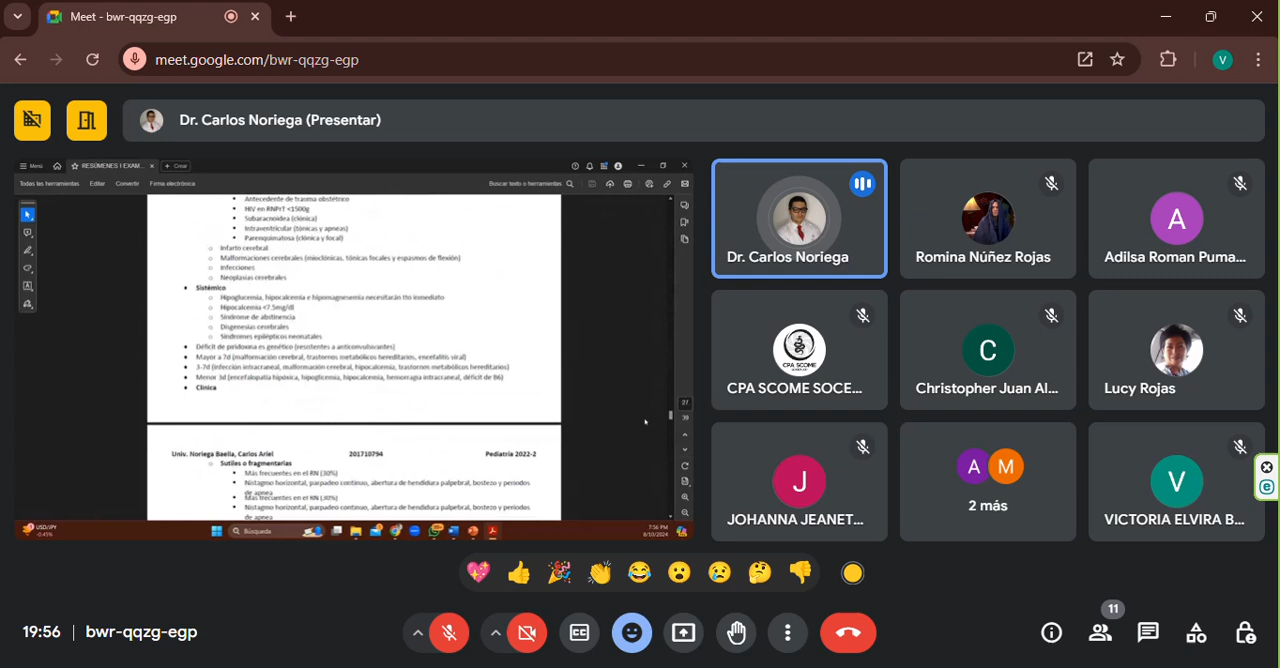 Meet - bwr-qqzg-egp
meet.google.com/bwr-qqzg-egp
V
Dr. Carlos Noriega (Presentar)
Menú
RESÚMENES I EXAM...
Crear
Todas las herramientas Editar Convertir Firma electrónica
Buscar texto o herramientas
Antecedente de trauma obstétrico
HIV en RNPrT <1500g
Subaracnoidea (clónica)
Intraventricular (tónicas y apneas)
Parenquimatosa (clónica y focal)
Infarto cerebral
Malformaciones cerebrales (mioclónicas, tónicas focales y espasmos de flexión)
Infecciones
Neoplasias cerebrales
Sistémico
Hipoglucemia, hipocalcemia e hipomagnesemia necesitarán tto inmediato
Hipocalcemia <7.5mg/dl
Síndrome de abstinencia
Disgenesias cerebrales
Síndromes epilépticos neonatales
Déficit de piridoxina es genético (resistentes a anticonvulsivantes)
Mayor a 7d (malformación cerebral, trastornos metabólicos hereditarios, encefalitis viral)
3-7d (infección intracraneal, malformación cerebral, hipocalcemia, trastornos metabólicos hereditarios)
Menor 3d (encefalopatía hipóxica, hipoglicemia, hipocalcemia, hemorragia intracraneal, déficit de B6)
Clínica
27
39
Univ. Noriega Baella, Carlos Ariel 201710794 Pediatría 2022-2
Sutiles o fragmentarias
Más frecuentes en el RN (30%)
Nistagmo horizontal, parpadeo continuo, abertura de hendidura palpebral, bostezo y periodos
de apnea
Más frecuentes en el RN (30%)
Nistagmo horizontal, parpadeo continuo, abertura de hendidura palpebral, bostezo y periodos
de apnea
USD/JPY
-0.45%
Búsqueda
7:56 PM
8/10/2024
Dr. Carlos Noriega
Romina Núñez Rojas
A
Adilsa Roman Puma...
CPA SCOME
CPA SCOME SOCE...
C
Christopher Juan Al...
Lucy Rojas
J
JOHANNA JEANET...
A M
2 más
V
VICTORIA ELVIRA B...
19:56 | bwr-qqzg-egp
11